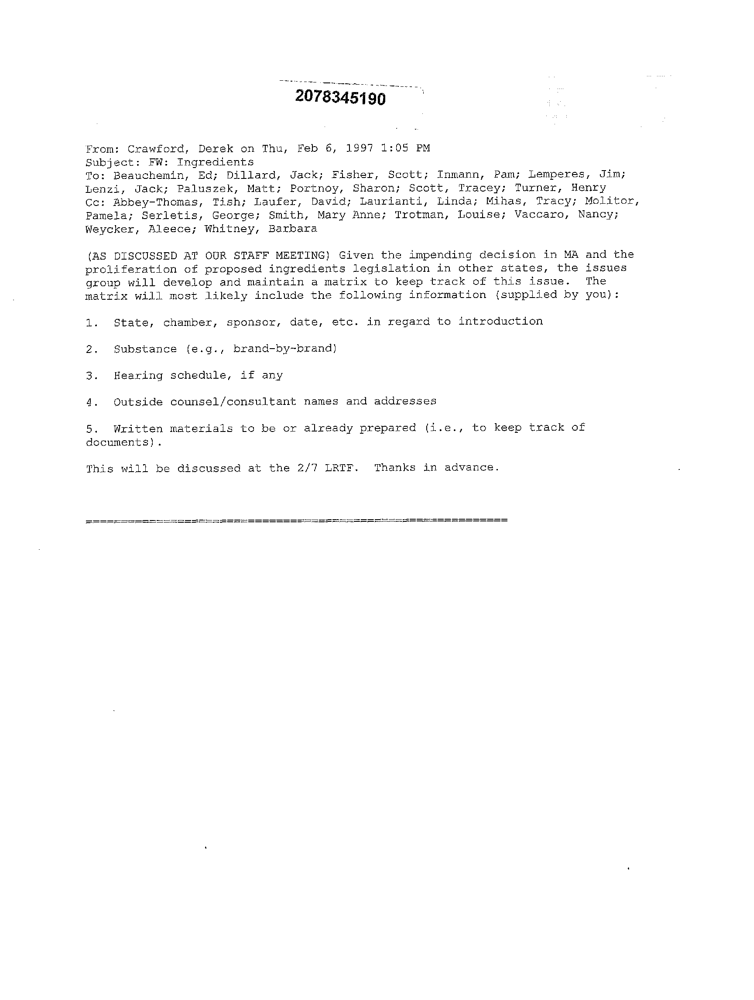 2078345190
From: Crawford, Derek on Thu, Feb 6, 1997 1:05 PM
Subject: FW: Ingredients
To: Beauchemin, Ed; Dillard, Jack; Fisher, Scott; Inmann, Pam; Lemperes, Jim;
Lenzi, Jack; Paluszek, Matt; Portnoy, Sharon; Scott, Tracey; Turner, Henry
Cc: Abbey-Thomas, Tish; Laufer, David; Laurianti, Linda; Mihas, Tracy; Molitor,
Pamela; Serletis, George; Smith, Mary Anne; Trotman, Louise; Vaccaro, Nancy;
Weycker, Aleece; Whitney, Barbara
(AS DISCUSSED AT OUR STAFF MEETING) Given the impending decision in MA and the
proliferation of proposed ingredients legislation in other states, the issues
group will develop and maintain a matrix to keep track of this issue. The
matrix will most likely include the following information (supplied by you):
1. State, chamber, sponsor, date, etc. in regard to introduction
2. Substance (e.g., brand-by-brand)
3. Hearing schedule, if any
4. Outside counsel/consultant names and addresses
5. Written materials to be or already prepared (i.e., to keep track of
documents).
This will be discussed at the 2/7 LRTF. Thanks in advance.
============================================================